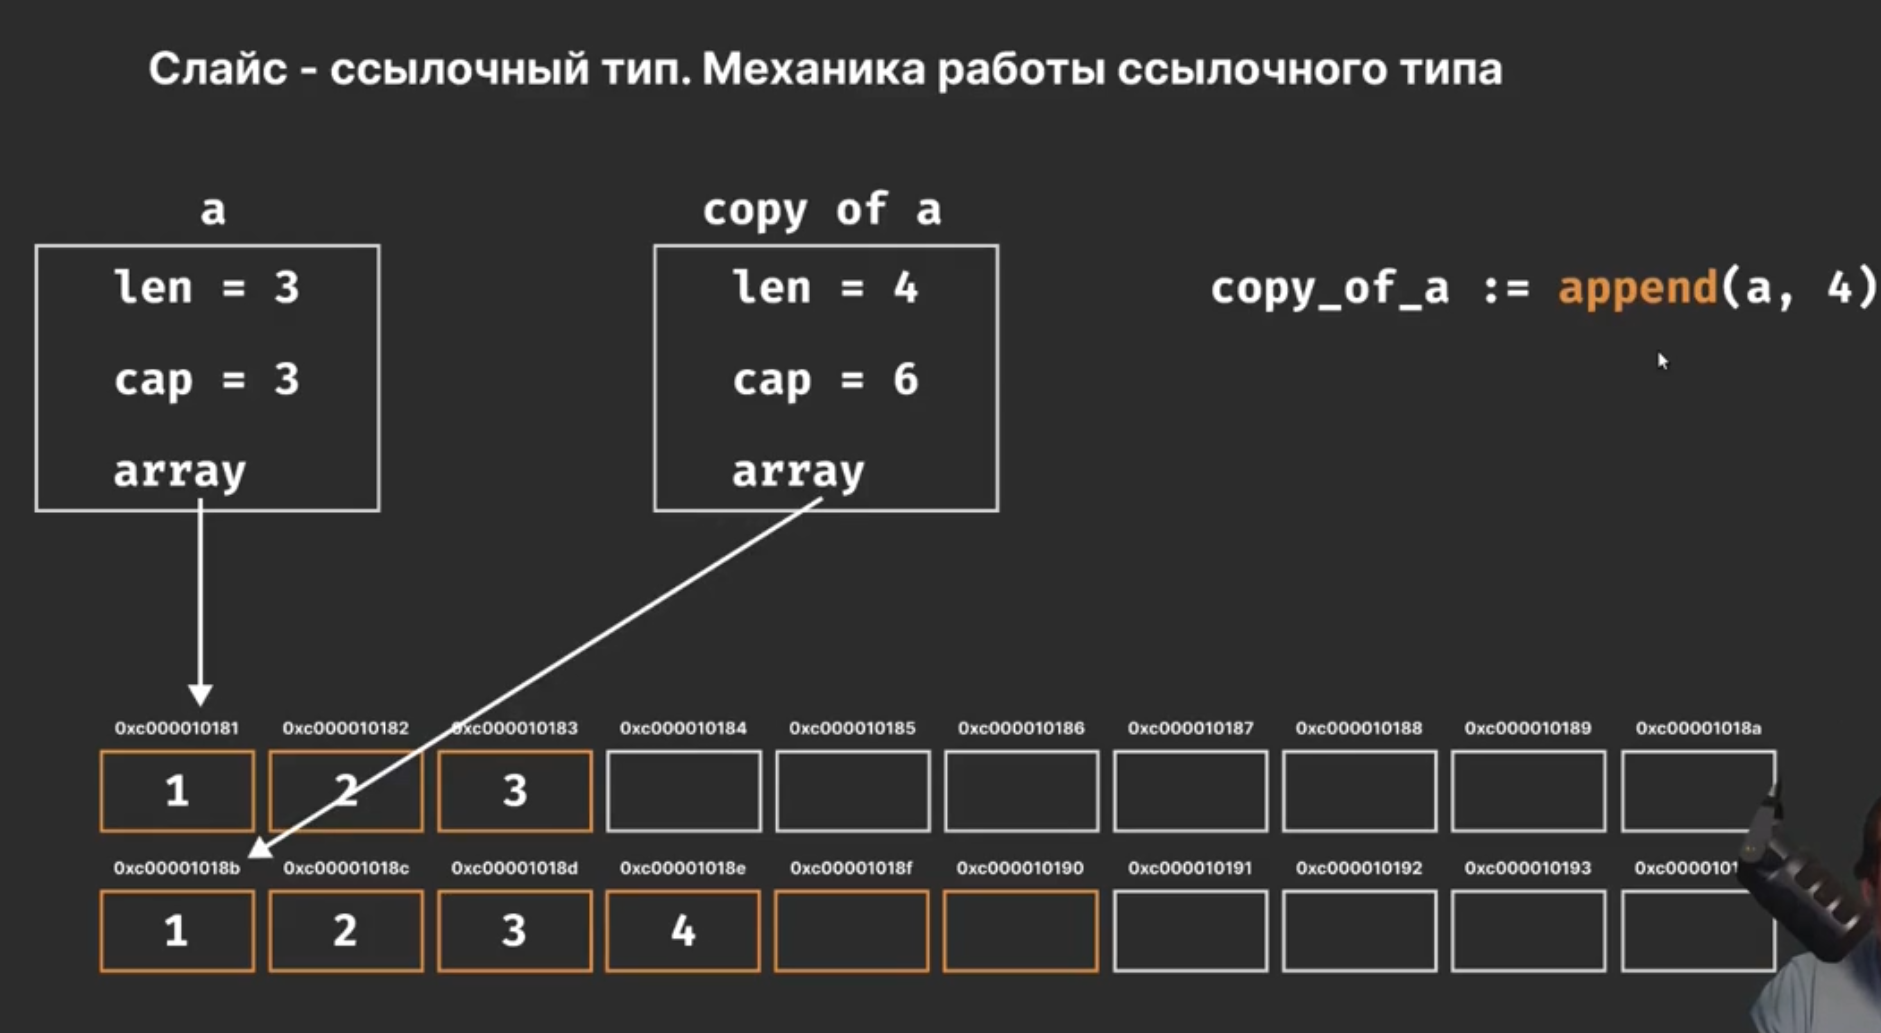 Слайс - ссылочный тип. Механика работы ссылочного типа
a
len = 3
cap = 3
array
copy of a
len = 4
cap = 6
array
copy_of_a := append(a, 4)
0xc000010181 0xc000010182 0xc000010183 0xc000010184 0xc000010185 0xc000010186 0xc000010187 0xc000010188 0xc000010189 0xc00001018a
1 2 3
0xc00001018b 0xc00001018c 0xc00001018d 0xc00001018e 0xc00001018f 0xc000010190 0xc000010191 0xc000010192 0xc000010193
1 2 3 4